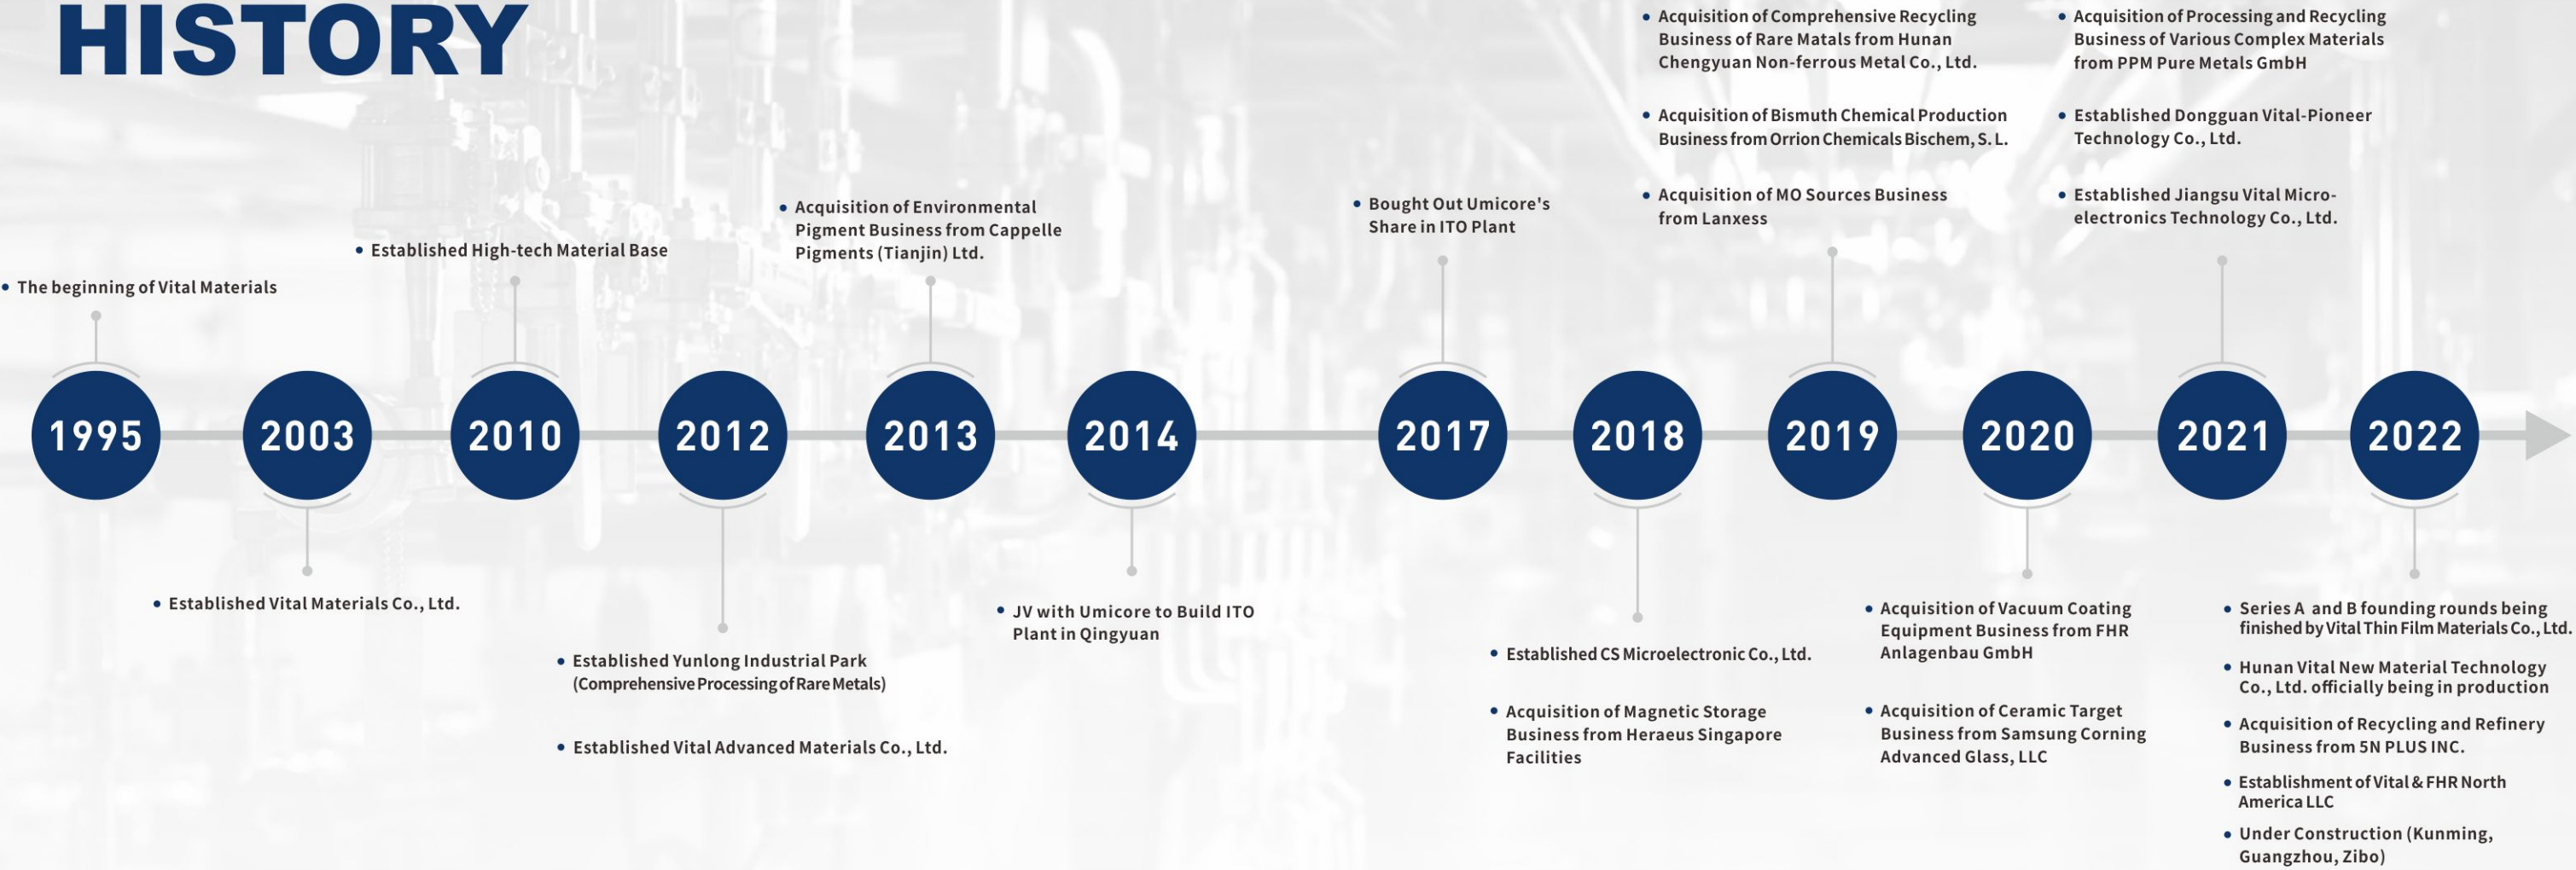 HISTORY
1995
• The beginning of Vital Materials
2003
• Established Vital Materials Co., Ltd.
2010
• Established High-tech Material Base
2012
• Established Yunlong Industrial Park
(Comprehensive Processing of Rare Metals)
• Established Vital Advanced Materials Co., Ltd.
2013
• Acquisition of Environmental
Pigment Business from Cappelle
Pigments (Tianjin) Ltd.
2014
• JV with Umicore to Build ITO
Plant in Qingyuan
2017
• Bought Out Umicore's
Share in ITO Plant
2018
• Established CS Microelectronic Co., Ltd.
• Acquisition of Magnetic Storage
Business from Heraeus Singapore
Facilities
2019
• Acquisition of Comprehensive Recycling
Business of Rare Matals from Hunan
Chengyuan Non-ferrous Metal Co., Ltd.
• Acquisition of Bismuth Chemical Production
Business from Orrion Chemicals Bischem, S. L.
• Acquisition of MO Sources Business
from Lanxess
2020
• Acquisition of Vacuum Coating
Equipment Business from FHR
Anlagenbau GmbH
• Acquisition of Ceramic Target
Business from Samsung Corning
Advanced Glass, LLC
2021
• Acquisition of Processing and Recycling
Business of Various Complex Materials
from PPM Pure Metals GmbH
• Established Dongguan Vital-Pioneer
Technology Co., Ltd.
• Established Jiangsu Vital Micro-
electronics Technology Co., Ltd.
2022
• Series A and B founding rounds being
finished by Vital Thin Film Materials Co., Ltd.
• Hunan Vital New Material Technology
Co., Ltd. officially being in production
• Acquisition of Recycling and Refinery
Business from 5N PLUS INC.
• Establishment of Vital & FHR North
America LLC
• Under Construction (Kunming,
Guangzhou, Zibo)